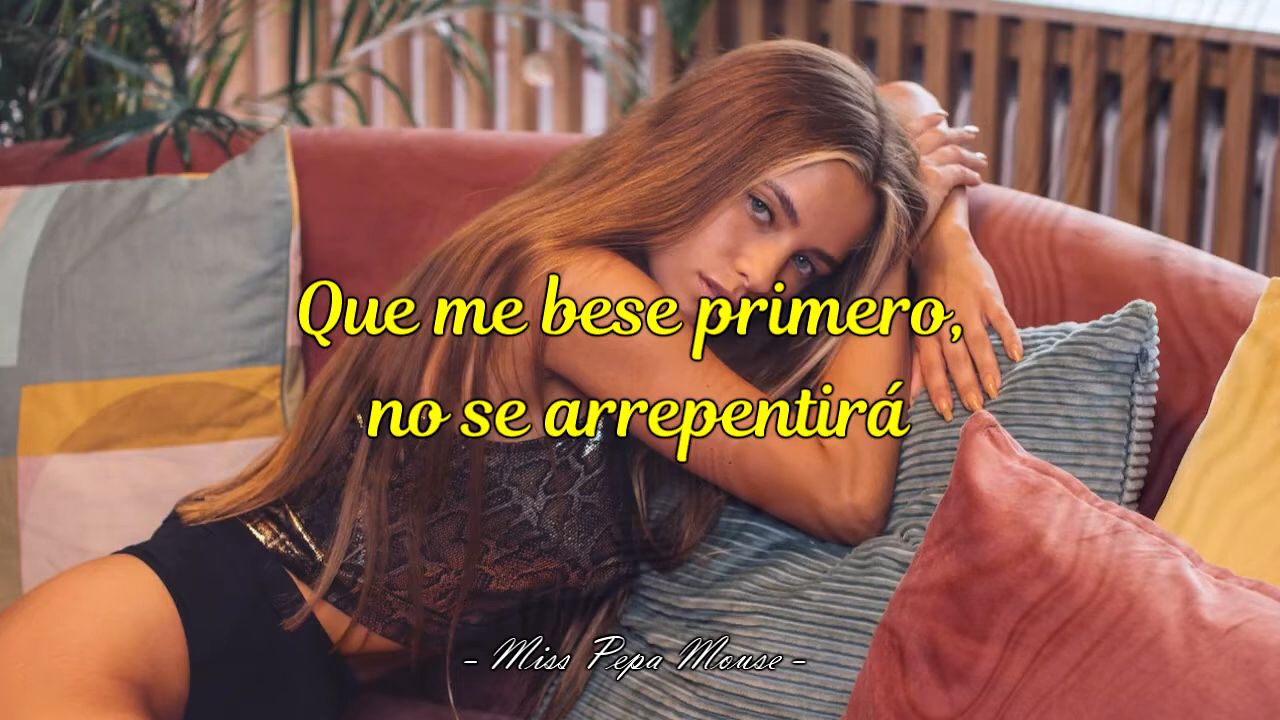 Que me bese primero,
no se arrepentirá
- Miss Pepa Mouse -